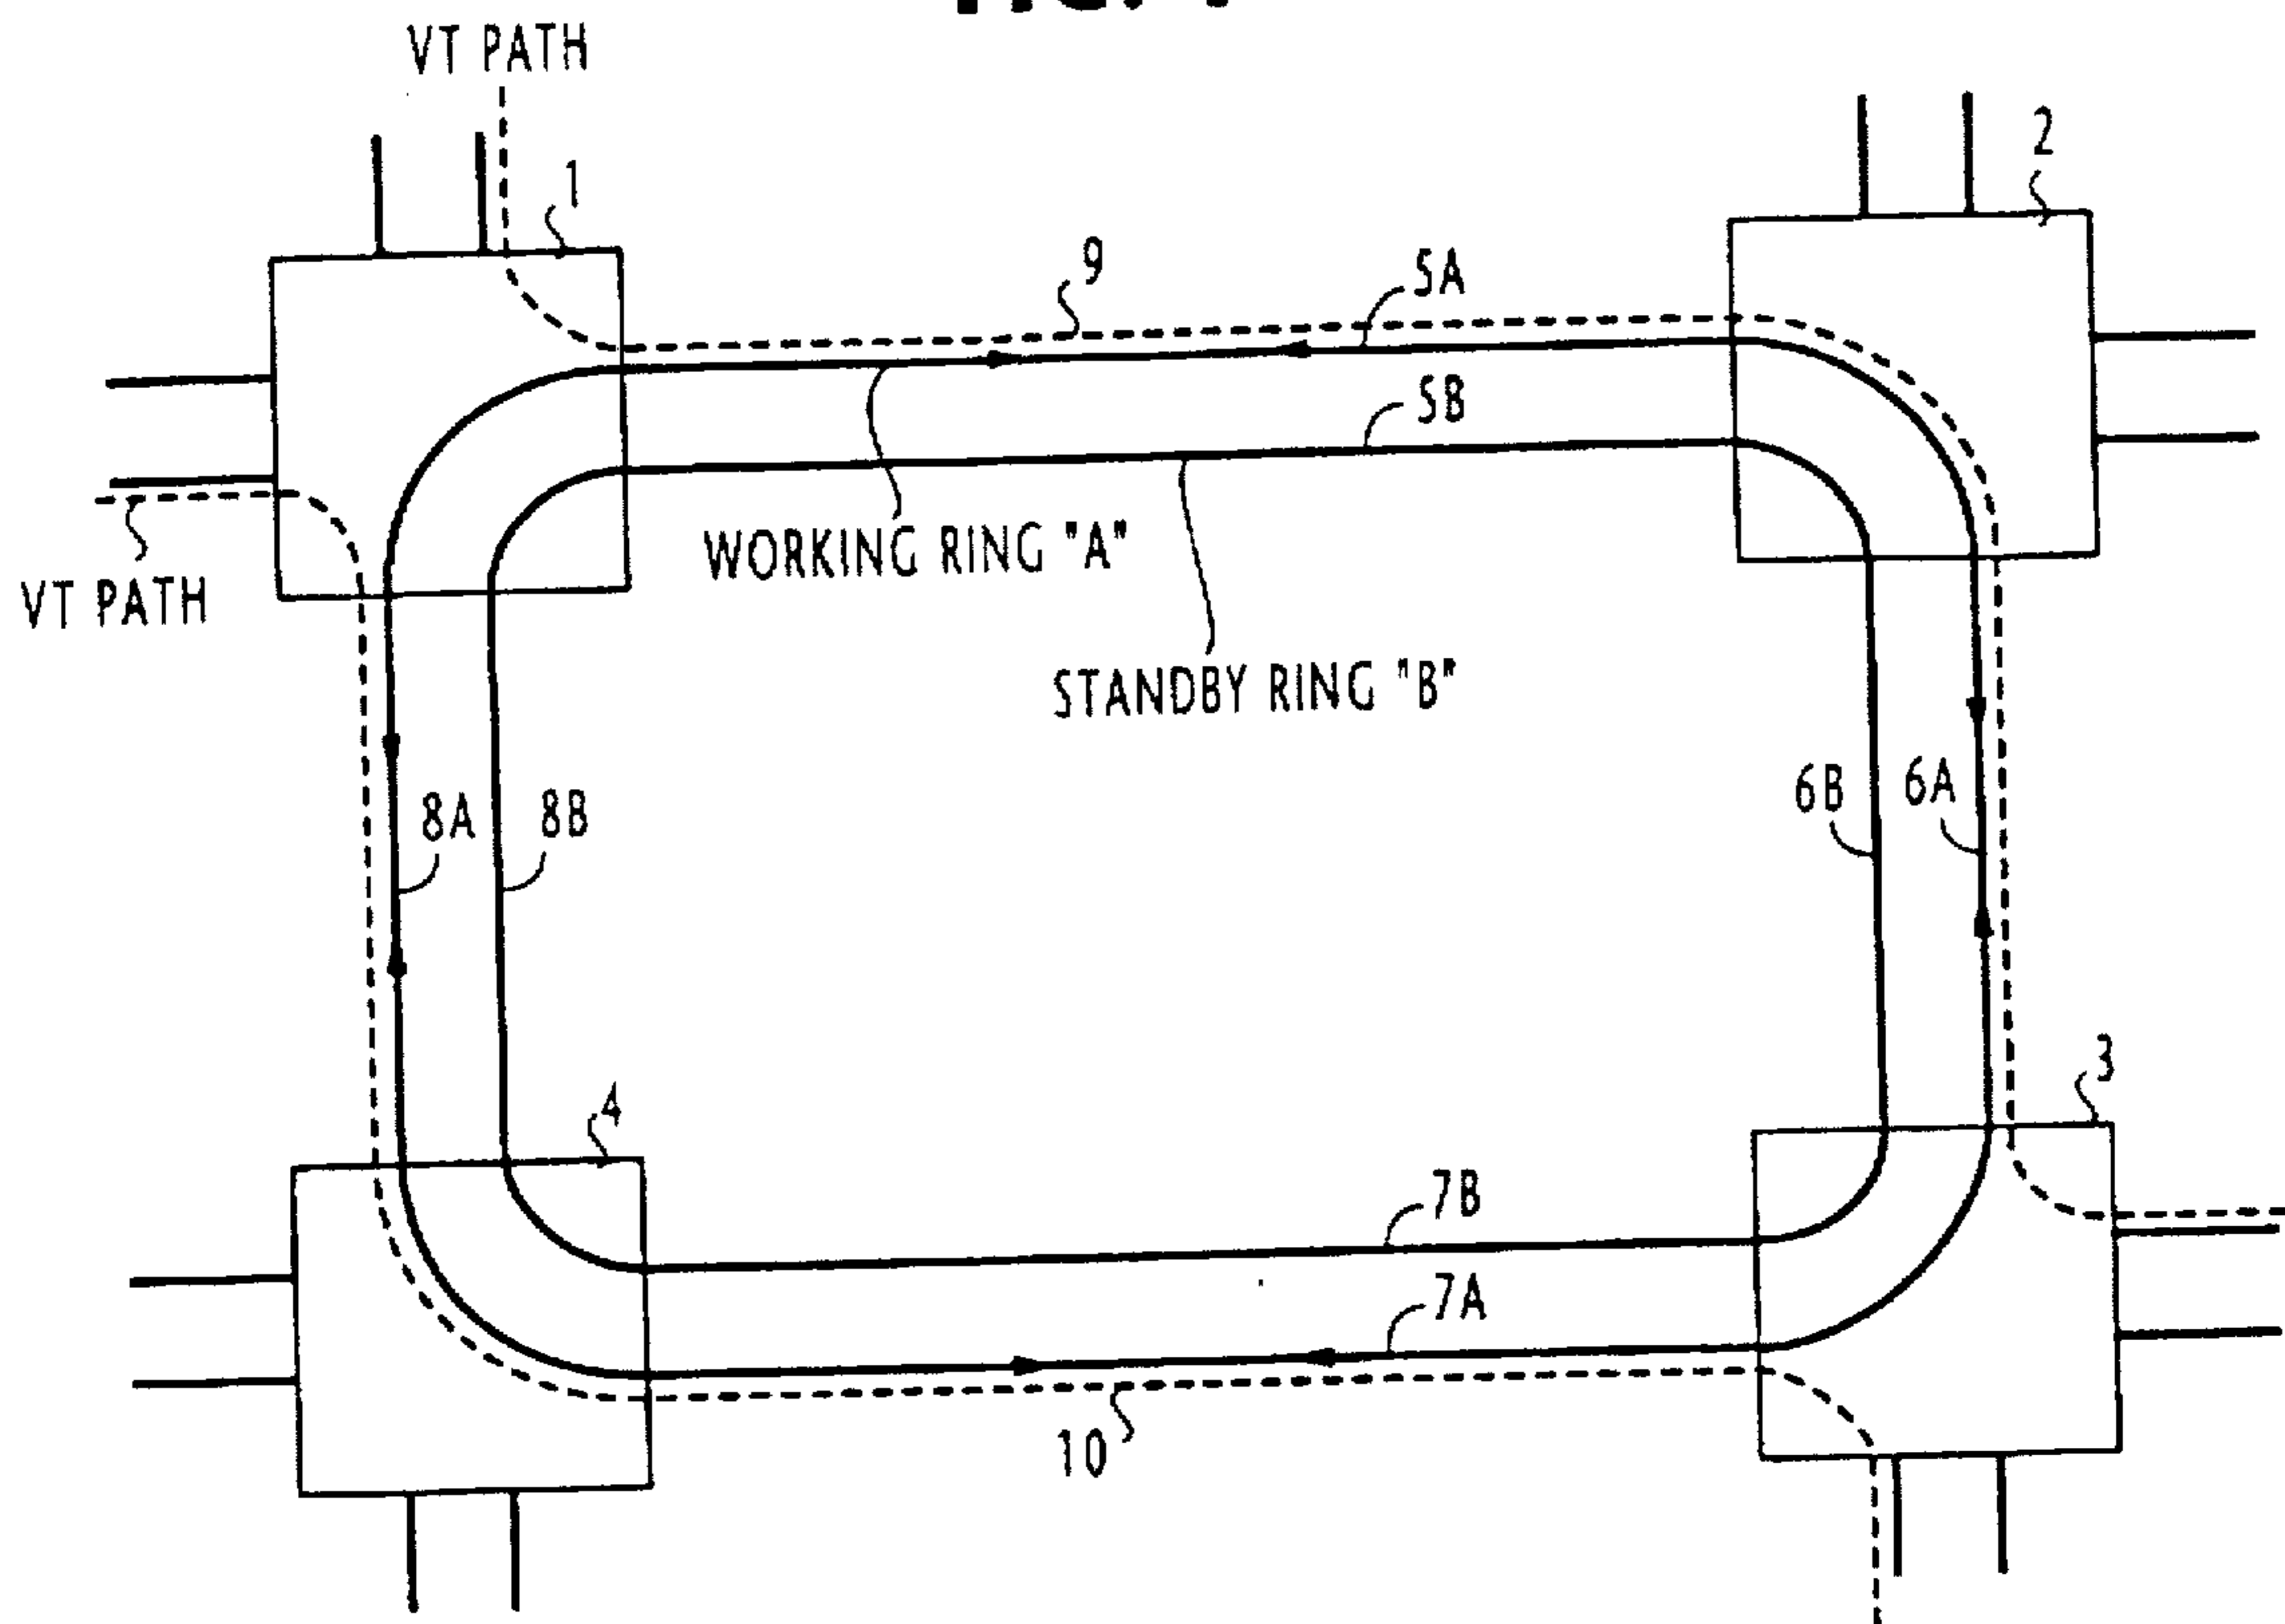 VT PATH
1
2
9
5A
5B
WORKING RING "A"
VT PATH
STANDBY RING "B"
8A
8B
6B
6A
4
3
7B
7A
10